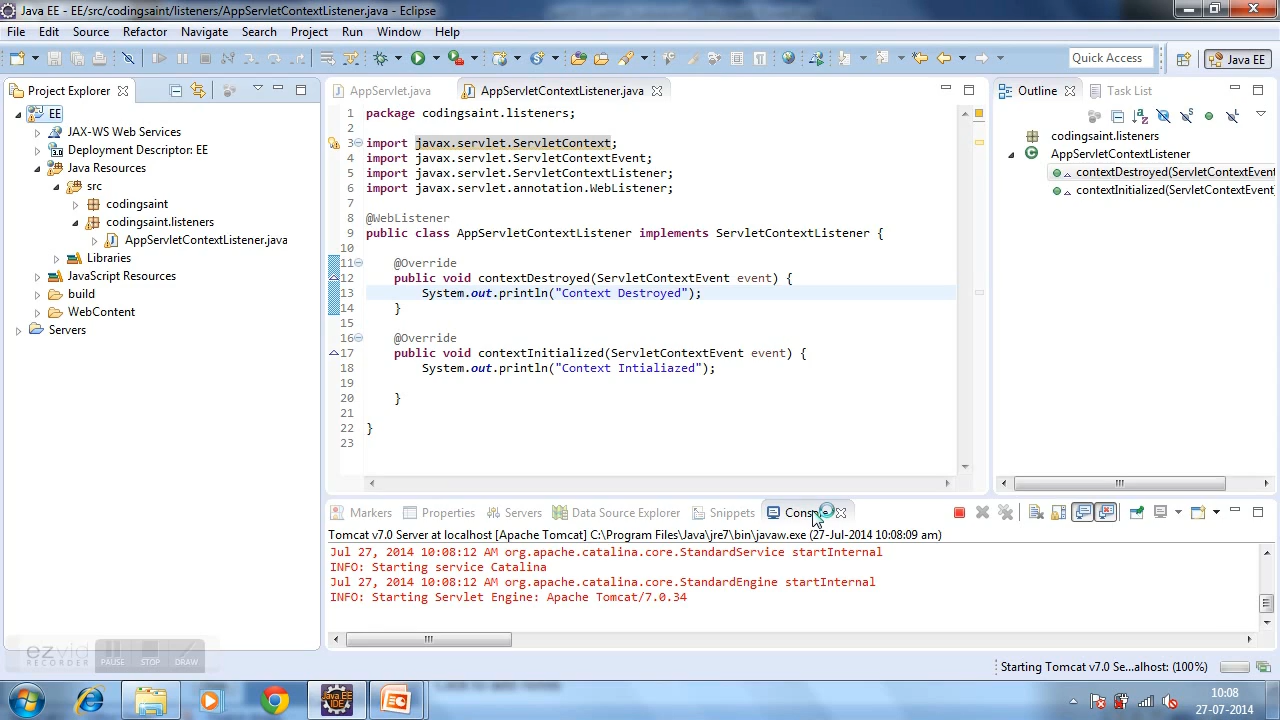 Java EE - EE/src/codingsaint/listeners/AppServletContextListener.java - Eclipse
File Edit Source Refactor Navigate Search Project Run Window Help
Quick Access
Java EE
Project Explorer
EE
JAX-WS Web Services
Deployment Descriptor: EE
Java Resources
src
codingsaint
codingsaint.listeners
AppServletContextListener.java
Libraries
JavaScript Resources
build
WebContent
Servers
AppServlet.java
AppServletContextListener.java
1 package codingsaint.listeners;
2
3 import javax.servlet.ServletContext;
4 import javax.servlet.ServletContextEvent;
5 import javax.servlet.ServletContextListener;
6 import javax.servlet.annotation.WebListener;
7
8 @WebListener
9 public class AppServletContextListener implements ServletContextListener {
10
11 @Override
12 public void contextDestroyed(ServletContextEvent event) {
13 System.out.println("Context Destroyed");
14 }
15
16 @Override
17 public void contextInitialized(ServletContextEvent event) {
18 System.out.println("Context Intialiazed");
19
20 }
21
22 }
23
Outline
Task List
codingsaint.listeners
AppServletContextListener
contextDestroyed(ServletContextEvent
contextInitialized(ServletContextEvent
Markers Properties Servers Data Source Explorer Snippets
Tomcat v7.0 Server at localhost [Apache Tomcat] C:\Program Files\Java\jre7\bin\javaw.exe (27-Jul-2014 10:08:09 am)
Jul 27, 2014 10:08:12 AM org.apache.catalina.core.StandardService startInternal
INFO: Starting service Catalina
Jul 27, 2014 10:08:12 AM org.apache.catalina.core.StandardEngine startInternal
INFO: Starting Servlet Engine: Apache Tomcat/7.0.34
ezvid
RECORDER
PAUSE STOP DRAW
Starting Tomcat v7.0 Se...alhost: (100%)
Java EE
IDE
10:08
27-07-2014